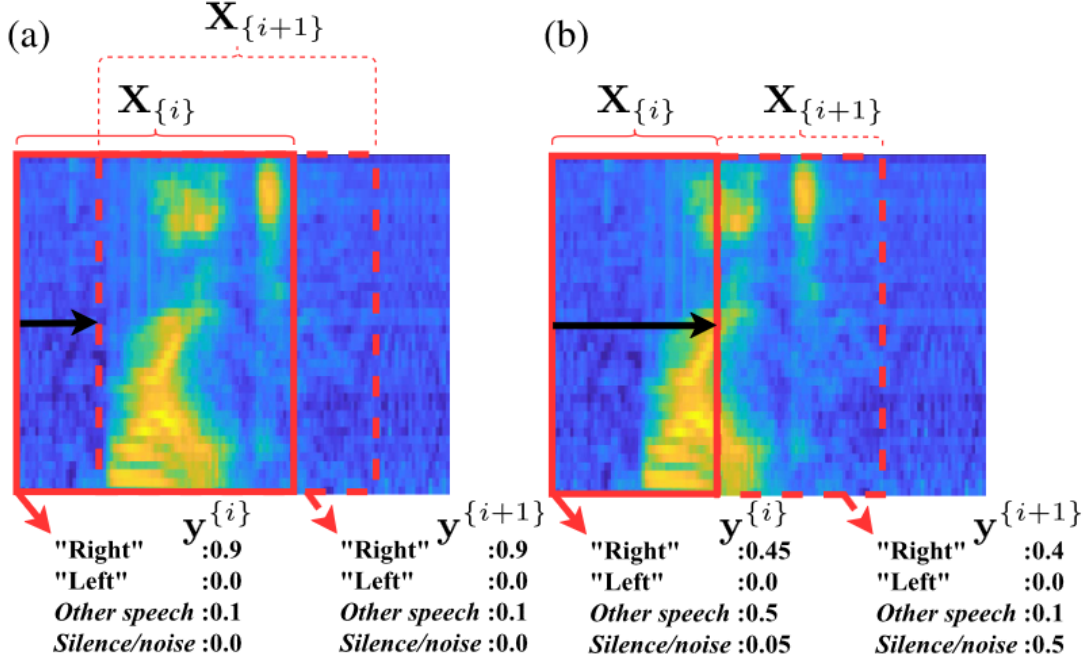 (a)
X{i+1}
X{i}
(b)
X{i}
X{i+1}
y{i}
"Right" :0.9
"Left" :0.0
Other speech :0.1
Silence/noise :0.0
y{i+1}
"Right" :0.9
"Left" :0.0
Other speech :0.1
Silence/noise :0.0
y{i}
"Right" :0.45
"Left" :0.0
Other speech :0.5
Silence/noise :0.05
y{i+1}
"Right" :0.4
"Left" :0.0
Other speech :0.1
Silence/noise :0.5